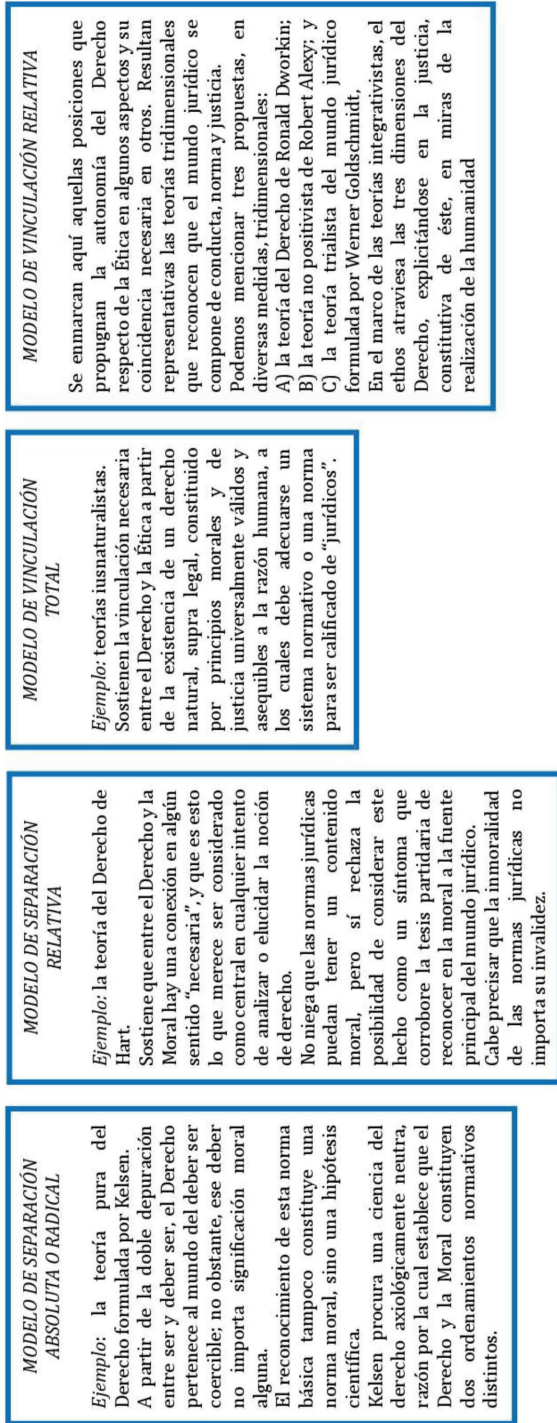 MODELO DE SEPARACIÓN
ABSOLUTA O RADICAL
Ejemplo: la teoría pura del
Derecho formulada por Kelsen.
A partir de la doble depuración
entre ser y deber ser, el Derecho
pertenece al mundo del deber ser
coercible; no obstante, ese deber
no importa significación moral
alguna.
El reconocimiento de esta norma
básica tampoco constituye una
norma moral, sino una hipótesis
científica.
Kelsen procura una ciencia del
derecho axiológicamente neutra,
razón por la cual establece que el
Derecho y la Moral constituyen
dos ordenamientos normativos
distintos.
MODELO DE SEPARACIÓN
RELATIVA
Ejemplo: la teoría del Derecho de
Hart.
Sostiene que entre el Derecho y la
Moral hay una conexión en algún
sentido "necesaria", y que es esto
lo que merece ser considerado
como central en cualquier intento
de analizar o elucidar la noción
de derecho.
No niega que las normas jurídicas
puedan tener un contenido
moral, pero sí rechaza la
posibilidad de considerar este
hecho como un síntoma que
corrobore la tesis partidaria de
reconocer en la moral a la fuente
principal del mundo jurídico.
Cabe precisar que la inmoralidad
de las normas jurídicas no
importa su invalidez.
MODELO DE VINCULACIÓN
TOTAL
Ejemplo: teorías iusnaturalistas.
Sostienen la vinculación necesaria
entre el Derecho y la Ética a partir
de la existencia de un derecho
natural, supra legal, constituido
por principios morales y de
justicia universalmente válidos y
asequibles a la razón humana, a
los cuales debe adecuarse un
sistema normativo o una norma
para ser calificado de "jurídicos".
MODELO DE VINCULACIÓN RELATIVA
Se enmarcan aquí aquellas posiciones que
propugnan la autonomía del Derecho
respecto de la Ética en algunos aspectos y su
coincidencia necesaria en otros. Resultan
representativas las teorías tridimensionales
que reconocen que el mundo jurídico se
compone de conducta, norma y justicia.
Podemos mencionar tres propuestas, en
diversas medidas, tridimensionales:
A) la teoría del Derecho de Ronald Dworkin;
B) la teoría no positivista de Robert Alexy; y
C) la teoría trialista del mundo jurídico
formulada por Werner Goldschmidt,
En el marco de las teorías integrativistas, el
ethos atraviesa las tres dimensiones del
Derecho, explicitándose en la justicia,
constitutiva de éste, en miras de la
realización de la humanidad